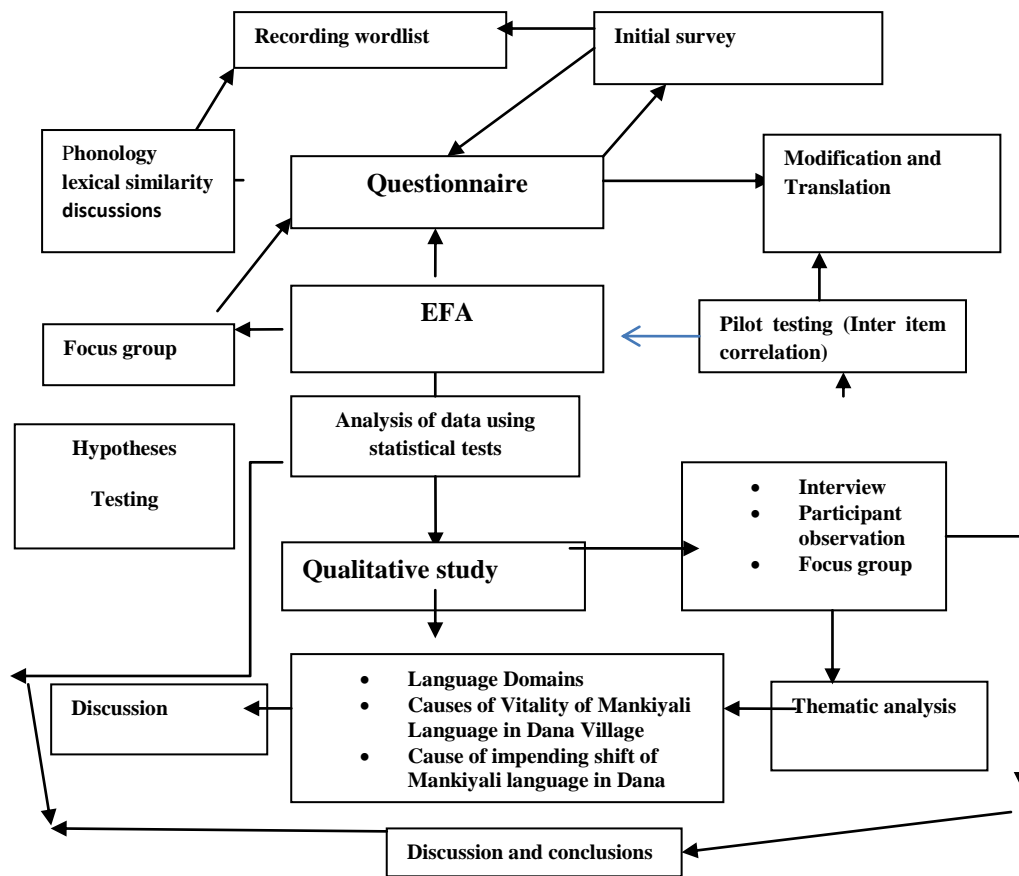 Recording wordlist
Initial survey
Phonology
lexical similarity
discussions
Questionnaire
Modification and
Translation
EFA
Pilot testing (Inter item
correlation)
Focus group
Analysis of data using
statistical tests
Hypotheses
Testing
• Interview
• Participant
observation
• Focus group
Qualitative study
• Language Domains
• Causes of Vitality of Mankiyali
Language in Dana Village
• Cause of impending shift of
Mankiyali language in Dana
Discussion
Thematic analysis
Discussion and conclusions